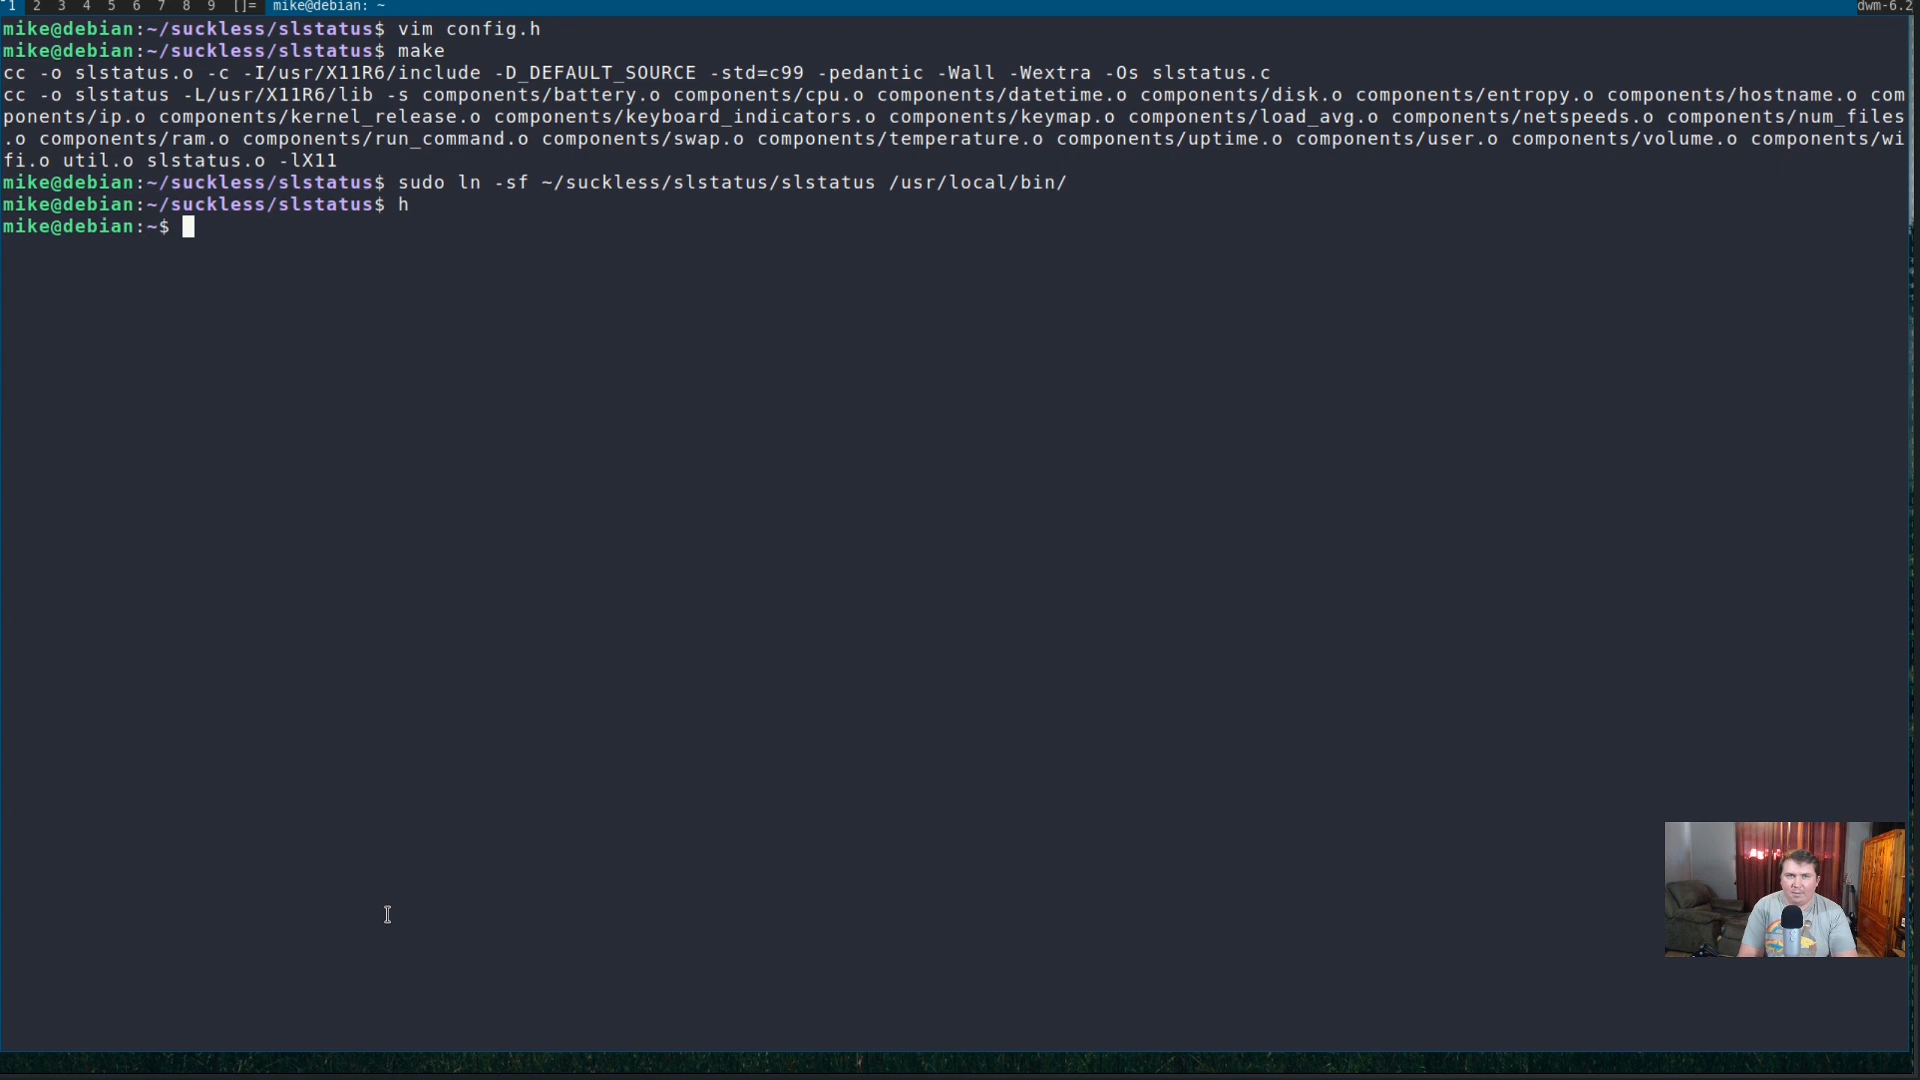 1 2 3 4 5 6 7 8 9 []= mike@debian: ~ dwm-6.2
mike@debian:~/suckless/slstatus$ vim config.h
mike@debian:~/suckless/slstatus$ make
cc -o slstatus.o -c -I/usr/X11R6/include -D_DEFAULT_SOURCE -std=c99 -pedantic -Wall -Wextra -Os slstatus.c
cc -o slstatus -L/usr/X11R6/lib -s components/battery.o components/cpu.o components/datetime.o components/disk.o components/entropy.o components/hostname.o com
ponents/ip.o components/kernel_release.o components/keyboard_indicators.o components/keymap.o components/load_avg.o components/netspeeds.o components/num_files
.o components/ram.o components/run_command.o components/swap.o components/temperature.o components/uptime.o components/user.o components/volume.o components/wi
fi.o util.o slstatus.o -lX11
mike@debian:~/suckless/slstatus$ sudo ln -sf ~/suckless/slstatus/slstatus /usr/local/bin/
mike@debian:~/suckless/slstatus$ h
mike@debian:~$